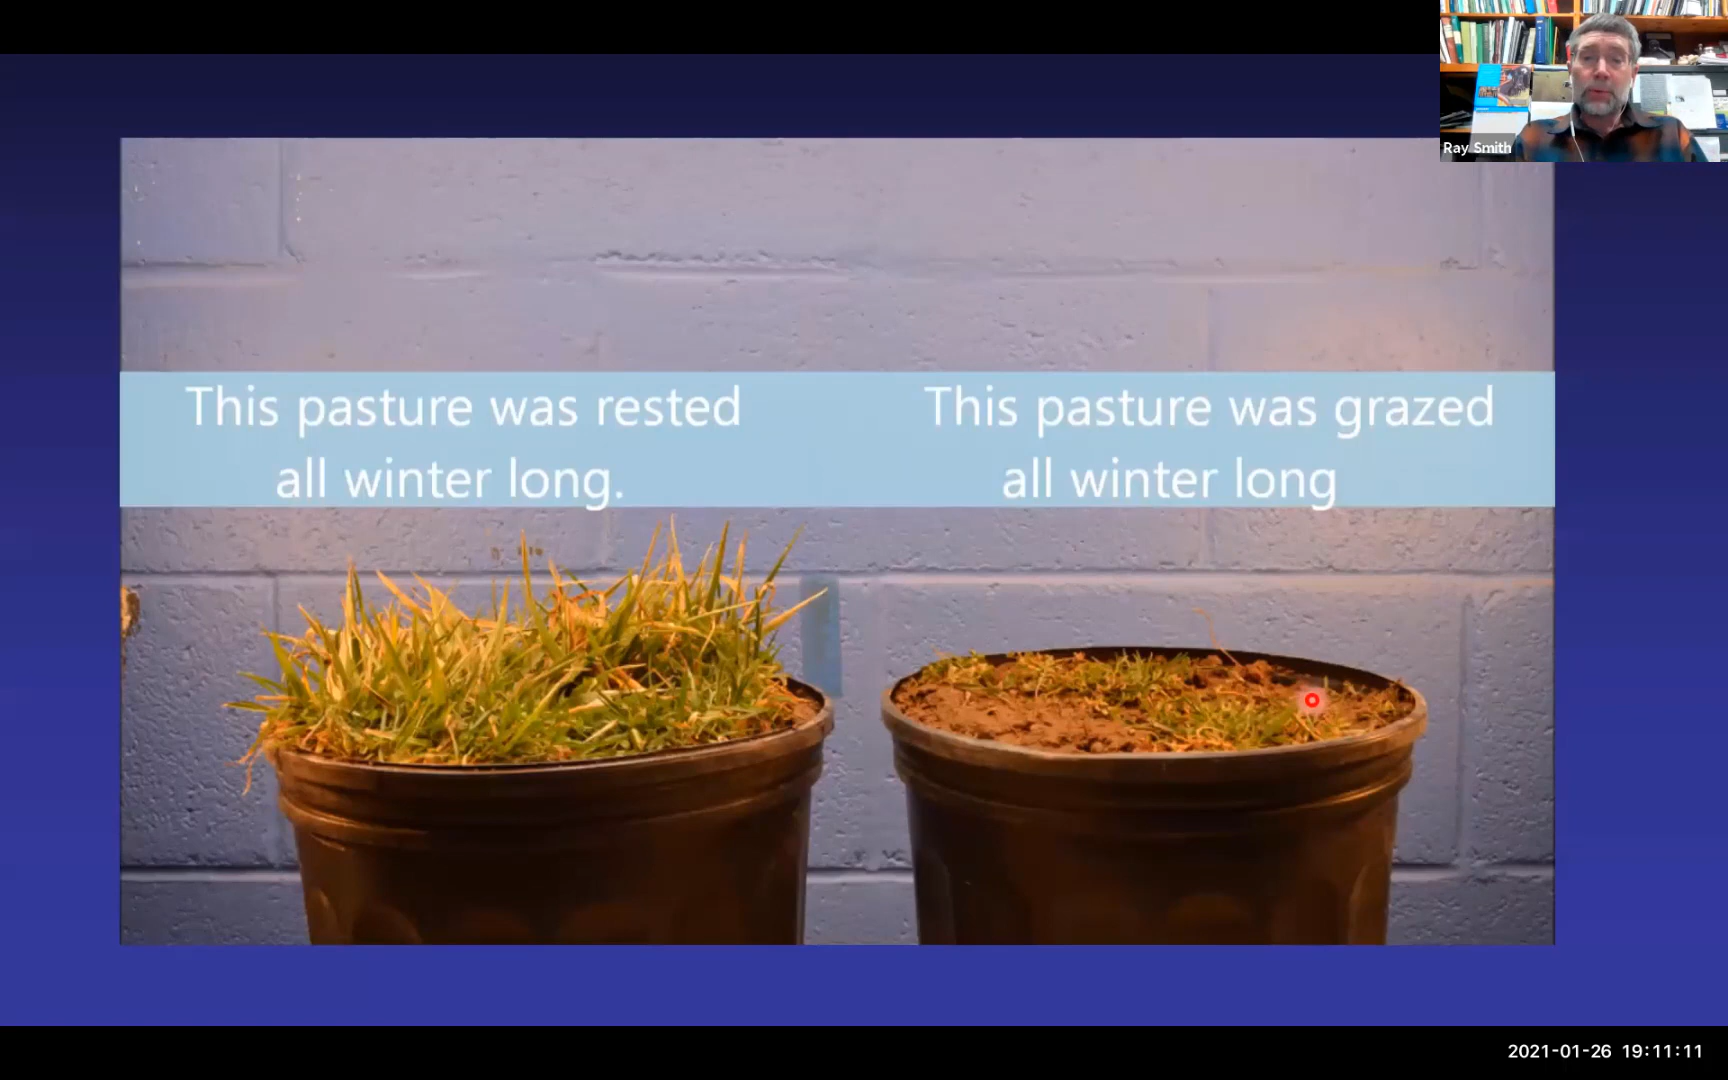 Ray Smith
This pasture was rested
all winter long.
This pasture was grazed
all winter long
2021-01-26 19:11:11